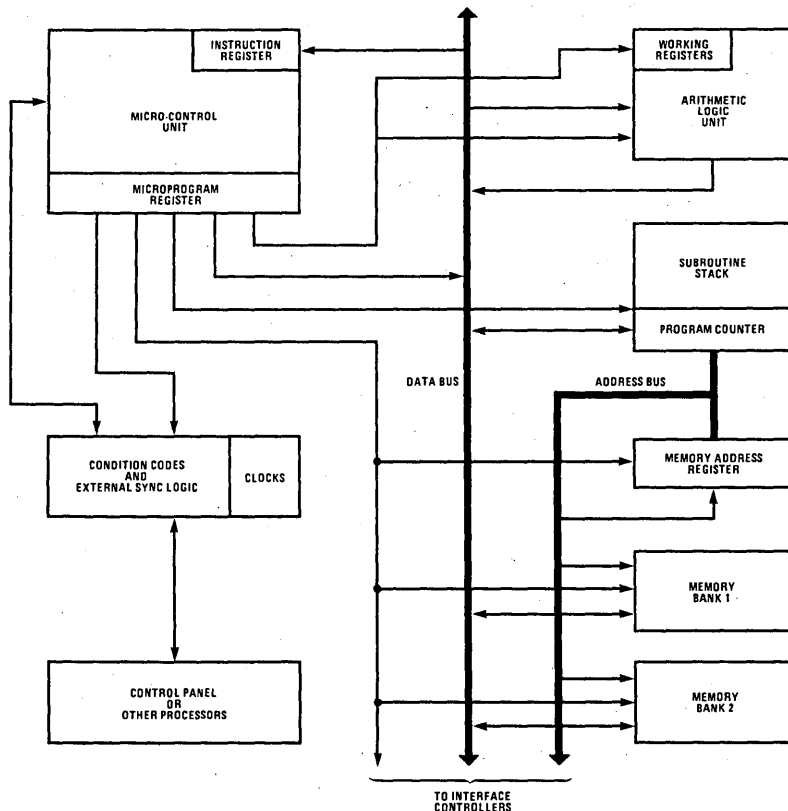 INSTRUCTION
REGISTER
MICRO-CONTROL
UNIT
MICROPROGRAM
REGISTER
WORKING
REGISTERS
ARITHMETIC
LOGIC
UNIT
SUBROUTINE
STACK
PROGRAM COUNTER
DATA BUS
ADDRESS BUS
CONDITION CODES
AND
EXTERNAL SYNC LOGIC
CLOCKS
MEMORY ADDRESS
REGISTER
MEMORY
BANK 1
CONTROL PANEL
OR
OTHER PROCESSORS
MEMORY
BANK 2
TO INTERFACE
CONTROLLERS